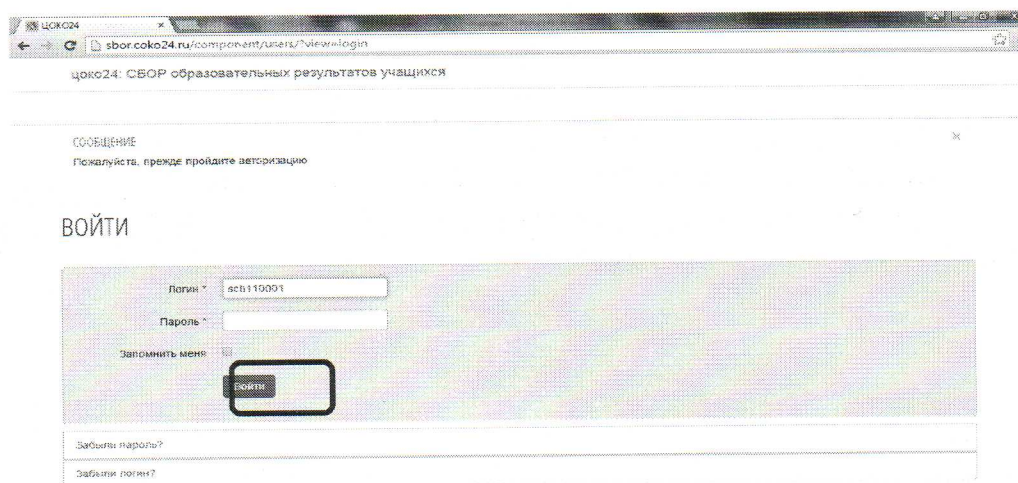 ЦОКО24
sbor.coko24.ru/component/users/?view=login
цоко24: СБОР образовательных результатов учащихся
СООБЩЕНИЕ
Пожалуйста, прежде пройдите авторизацию
ВОЙТИ
Логин * sch110001
Пароль *
Запомнить меня
Войти
Забыли пароль?
Забыли логин?